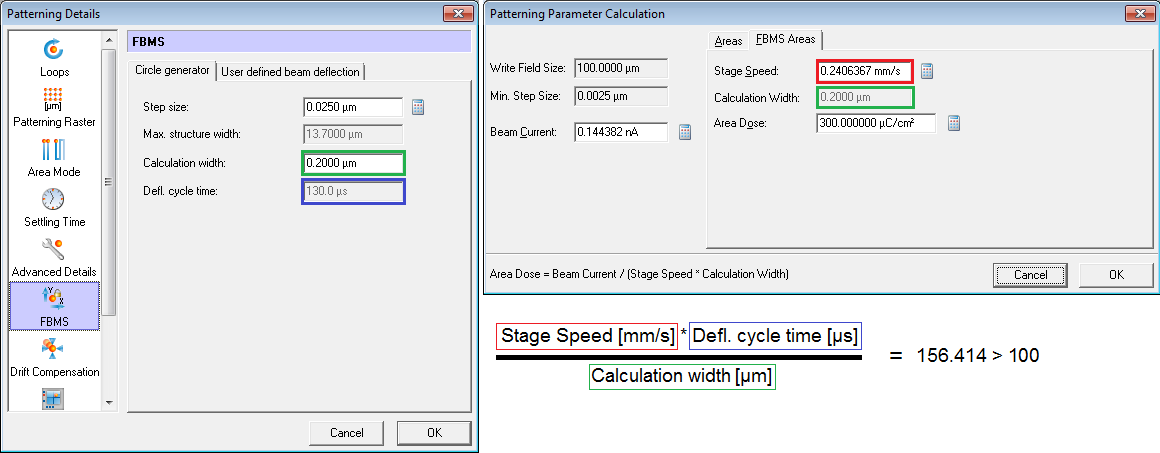 Patterning Details
Loops
Patterning Raster
Area Mode
Settling Time
Advanced Details
FBMS
Drift Compensation
FBMS
Circle generator
User defined beam deflection
Step size:
0.0250 µm
Max. structure width:
13.7000 µm
Calculation width:
0.2000 µm
Defl. cycle time:
130.0 µs
Cancel
OK
Patterning Parameter Calculation
Write Field Size:
100.0000 µm
Min. Step Size:
0.0025 µm
Beam Current:
0.144382 nA
Areas
FBMS Areas
Stage Speed:
0.2406367 mm/s
Calculation Width:
0.2000 µm
Area Dose:
300.000000 µC/cm²
Area Dose = Beam Current / (Stage Speed * Calculation Width)
Cancel
OK
Stage Speed [mm/s] * Defl. cycle time [µs]
Calculation width [µm]
= 156.414 > 100